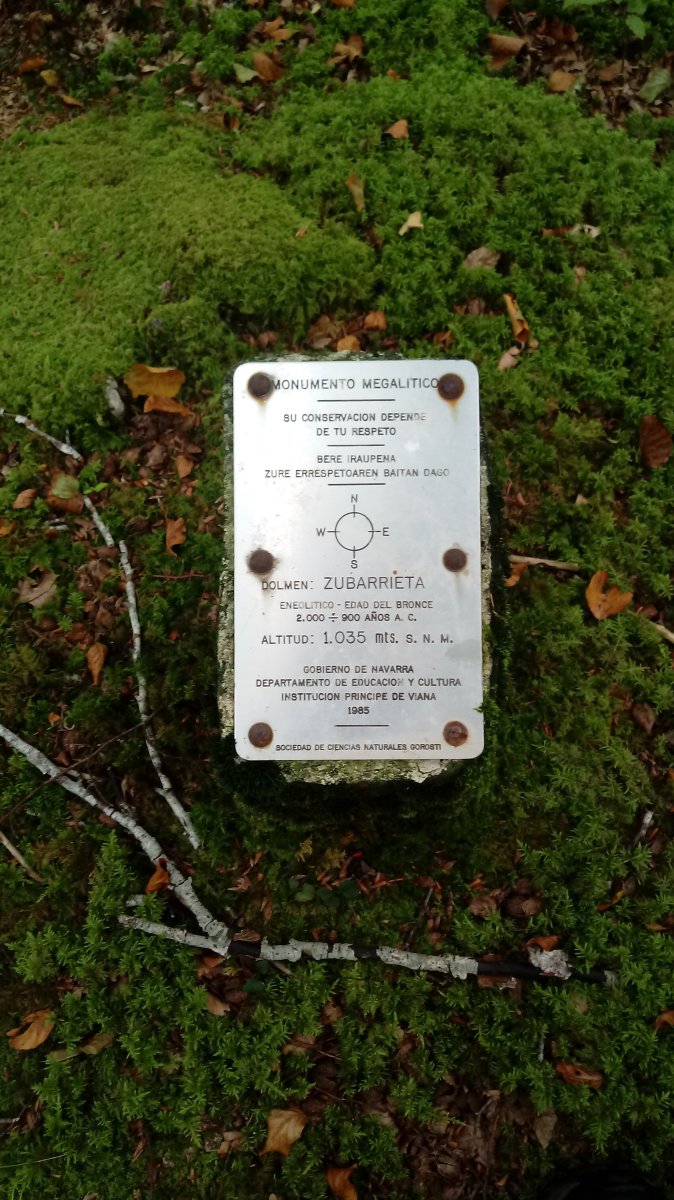 MONUMENTO MEGALITICO
SU CONSERVACION DEPENDE
DE TU RESPETO
BERE IRAUPENA
ZURE ERRESPETOAREN BAITAN DAGO
N
W E
S
DOLMEN: ZUBARRIETA
ENEOLITICO - EDAD DEL BRONCE
2.000 ÷ 900 AÑOS A. C.
ALTITUD: 1.035 mts. S. N. M.
GOBIERNO DE NAVARRA
DEPARTAMENTO DE EDUCACION Y CULTURA
INSTITUCION PRINCIPE DE VIANA
1985
SOCIEDAD DE CIENCIAS NATURALES GOROSTI